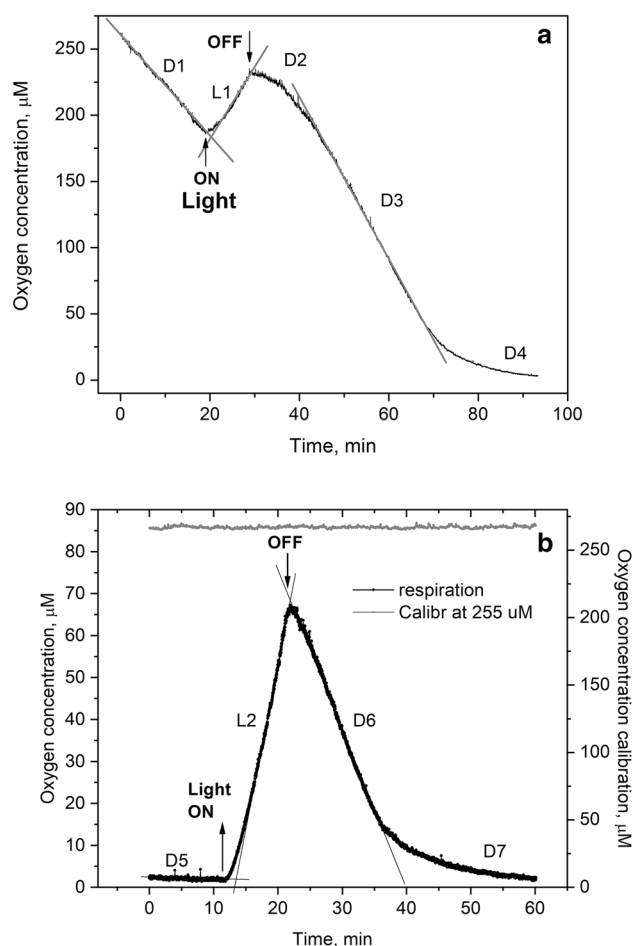 a
OFF
D1
D2
L1
ON
Light
D3
D4
250
200
150
100
50
0
Oxygen concentration, µM
0 20 40 60 80 100
Time, min
b
OFF
respiration
Calibr at 255 uM
L2
D6
Light
ON
D5
D7
90
80
70
60
50
40
30
20
10
0
Oxygen concentration, µM
250
200
150
100
50
0
Oxygen concentration calibration, µM
0 10 20 30 40 50 60
Time, min